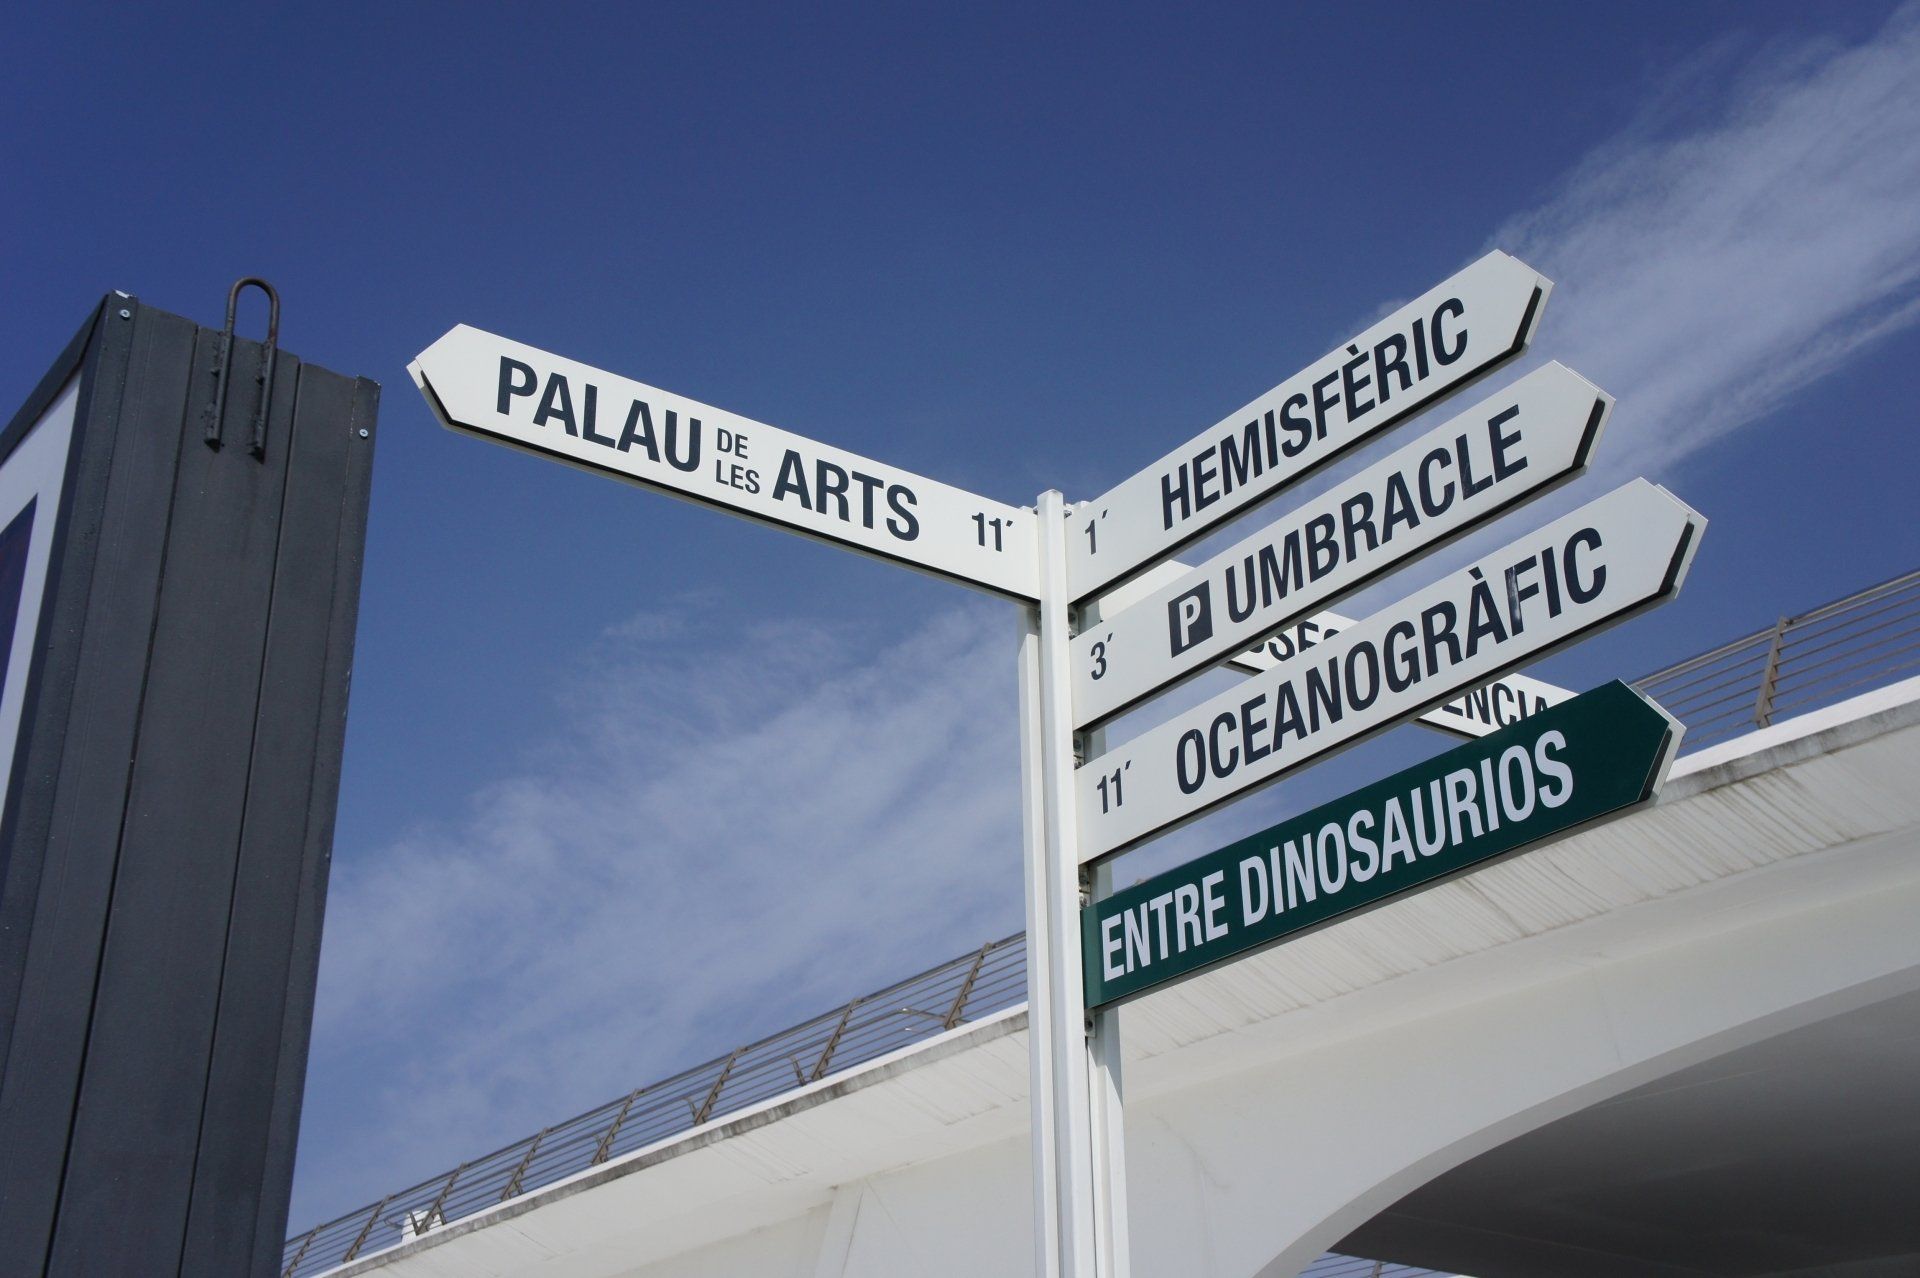 PALAU DE LES ARTS 11´
1´ HEMISFÈRIC
3´ P UMBRACLE
11´ OCEANOGRÀFIC
ENTRE DINOSAURIOS